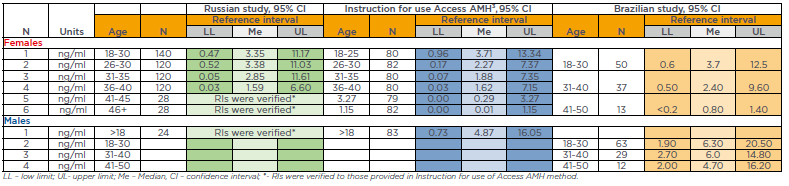 Russian study, 95% CI Instruction for use Access AMH³, 95% CI Brazilian study, 95% CI
Reference interval Reference interval Reference interval
N Units Age N LL Me UL Age N LL Me UL Age N LL Me UL
Females
1 ng/ml 18-30 140 0.47 3.35 11.17 18-25 80 0.96 3.71 13.34
2 ng/ml 26-30 120 0.52 3.38 11.03 26-30 82 0.17 2.27 7.37 18-30 50 0.6 3.7 12.5
3 ng/ml 31-35 120 0.05 2.85 11.61 31-35 80 0.07 1.88 7.35
4 ng/ml 36-40 120 0.03 1.59 6.60 36-40 80 0.03 1.62 7.15 31-40 37 0.50 2.40 9.60
5 ng/ml 41-45 28 RIs were verified* 3.27 79 0.00 0.29 3.27
6 ng/ml 46+ 28 RIs were verified* 1.15 82 0.00 0.01 1.15 41-50 13 <0.2 0.80 1.40
Males
1 ng/ml >18 24 RIs were verified* >18 83 0.73 4.87 16.05
2 ng/ml 18-30 18-30 63 1.90 6.30 20.50
3 ng/ml 31-40 31-40 29 2.70 6.0 14.80
4 ng/ml 41-50 41-50 12 2.00 4.70 16.20
LL – low limit; UL- upper limit; Me – Median, CI – confidence interval; *- RIs were verified to those provided in Instruction for use of Access AMH method.